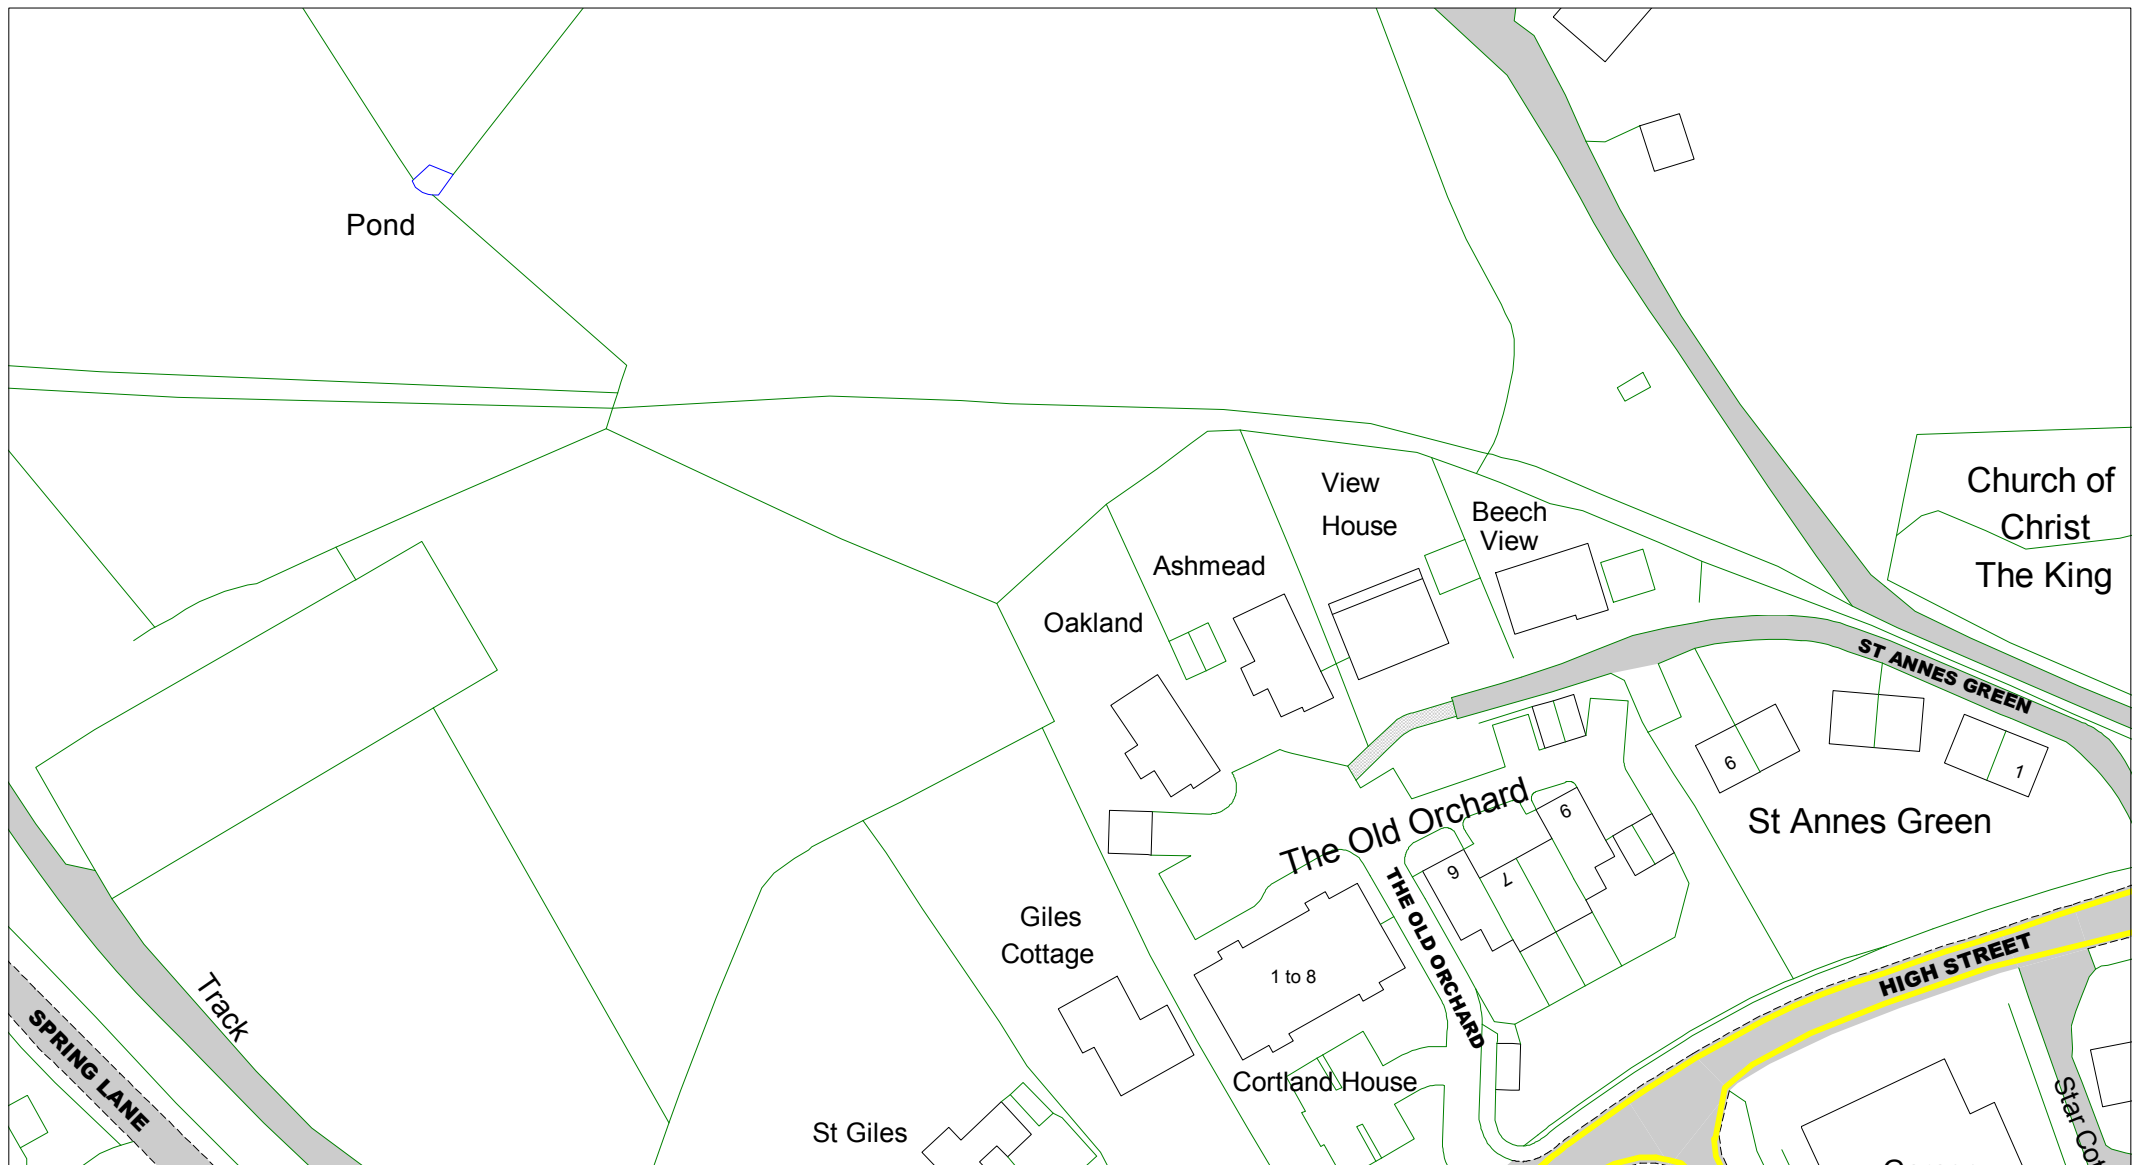 Pond
Church of
Christ
The King
View
House
Beech
View
Ashmead
Oakland
ST ANNES GREEN
6
1
St Annes Green
The Old Orchard
9
7
6
THE OLD ORCHARD
1 to 8
Giles
Cottage
HIGH STREET
Track
SPRING LANE
Cortland House
St Giles
Star Cot